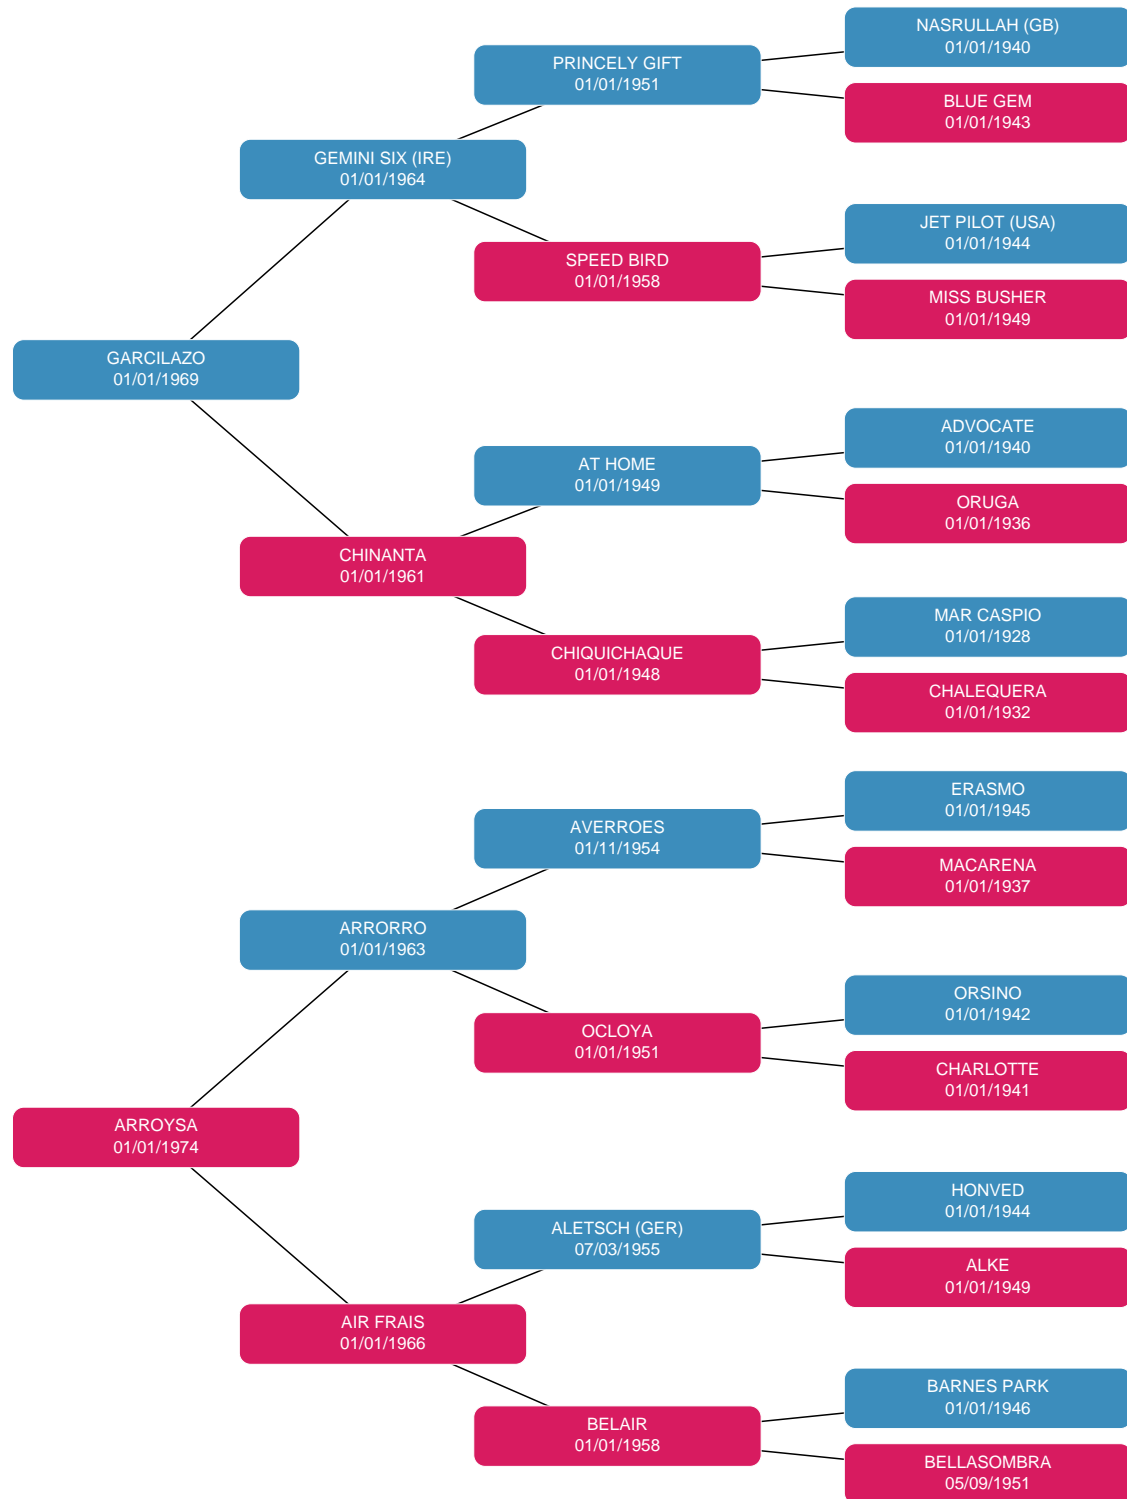 NASRULLAH (GB)
01/01/1940
PRINCELY GIFT
01/01/1951
BLUE GEM
01/01/1943
GEMINI SIX (IRE)
01/01/1964
JET PILOT (USA)
01/01/1944
SPEED BIRD
01/01/1958
MISS BUSHER
01/01/1949
GARCILAZO
01/01/1969
ADVOCATE
01/01/1940
AT HOME
01/01/1949
ORUGA
01/01/1936
CHINANTA
01/01/1961
MAR CASPIO
01/01/1928
CHIQUICHAQUE
01/01/1948
CHALEQUERA
01/01/1932
ERASMO
01/01/1945
AVERROES
01/11/1954
MACARENA
01/01/1937
ARRORRO
01/01/1963
ORSINO
01/01/1942
OCLOYA
01/01/1951
CHARLOTTE
01/01/1941
ARROYSA
01/01/1974
HONVED
01/01/1944
ALETSCH (GER)
07/03/1955
ALKE
01/01/1949
AIR FRAIS
01/01/1966
BARNES PARK
01/01/1946
BELAIR
01/01/1958
BELLASOMBRA
05/09/1951